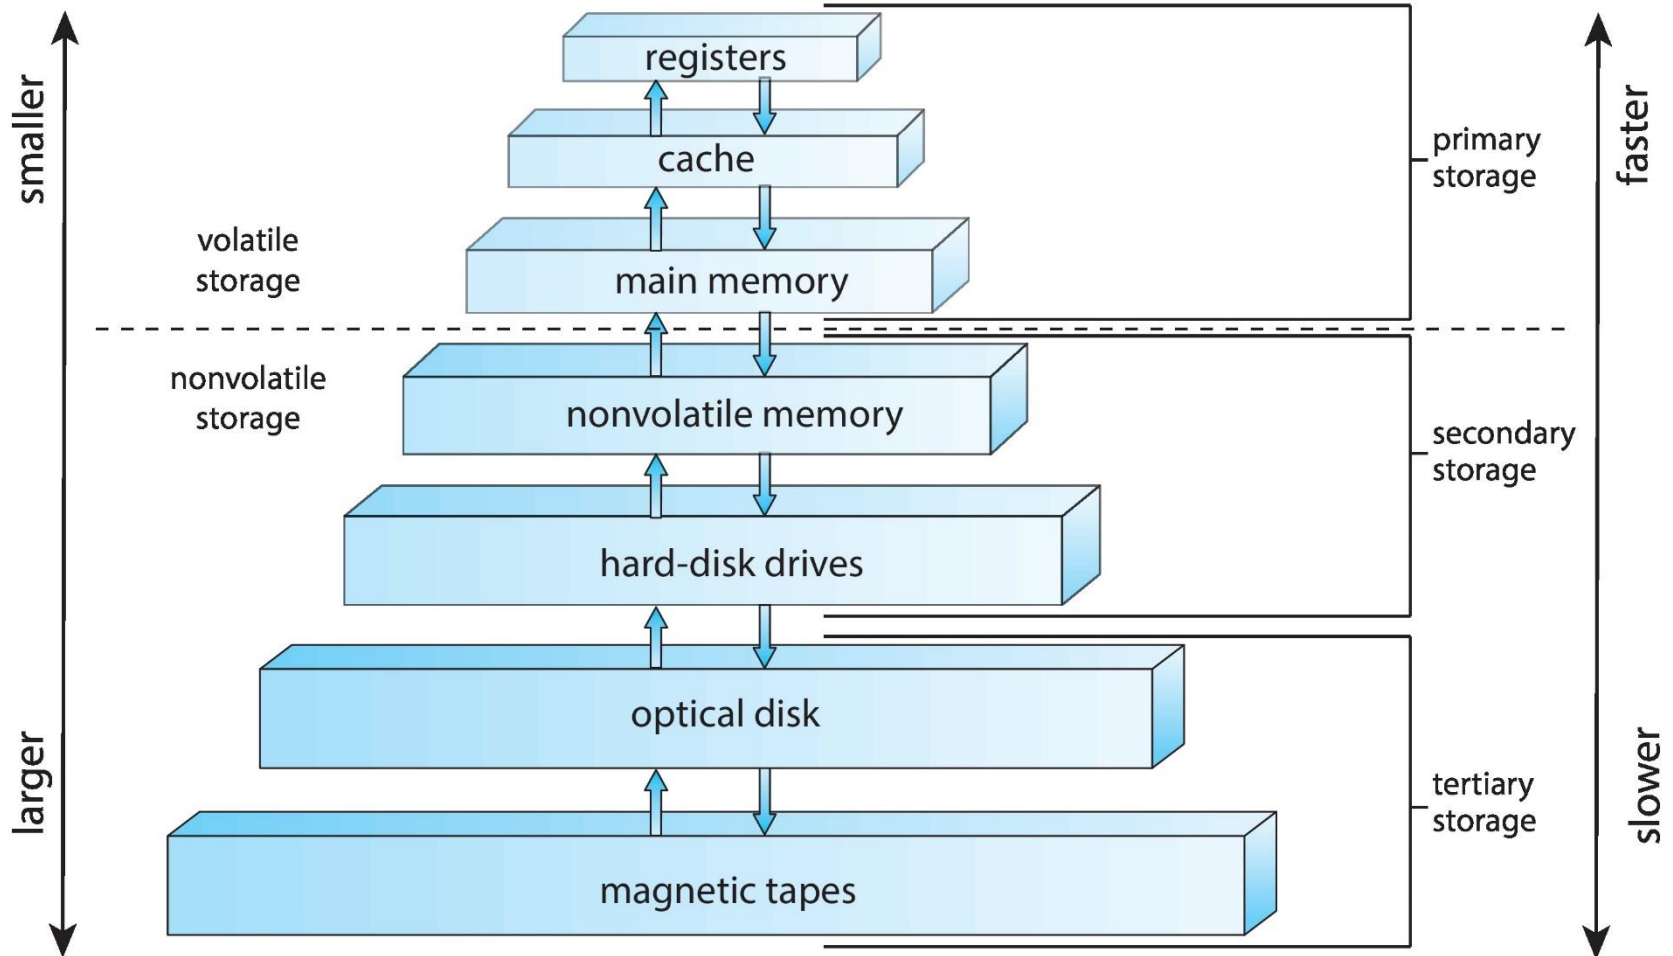 smaller
larger
registers
cache
volatile
storage
main memory
nonvolatile
storage
nonvolatile memory
hard-disk drives
optical disk
magnetic tapes
primary
storage
secondary
storage
tertiary
storage
faster
slower